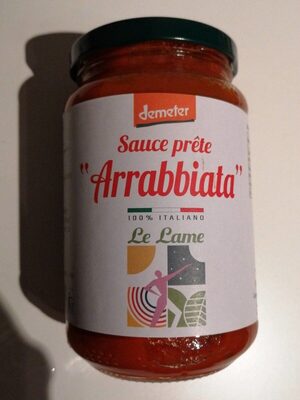 demeter
Sauce prête
"Arrabbiata"
100% ITALIANO
Le Lame